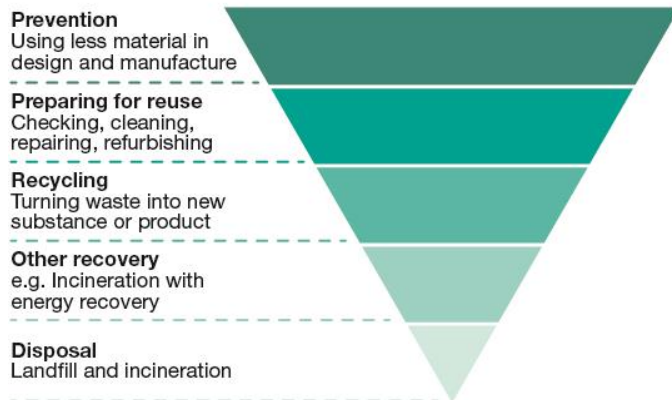 Prevention
Using less material in
design and manufacture
Preparing for reuse
Checking, cleaning,
repairing, refurbishing
Recycling
Turning waste into new
substance or product
Other recovery
e.g. Incineration with
energy recovery
Disposal
Landfill and incineration